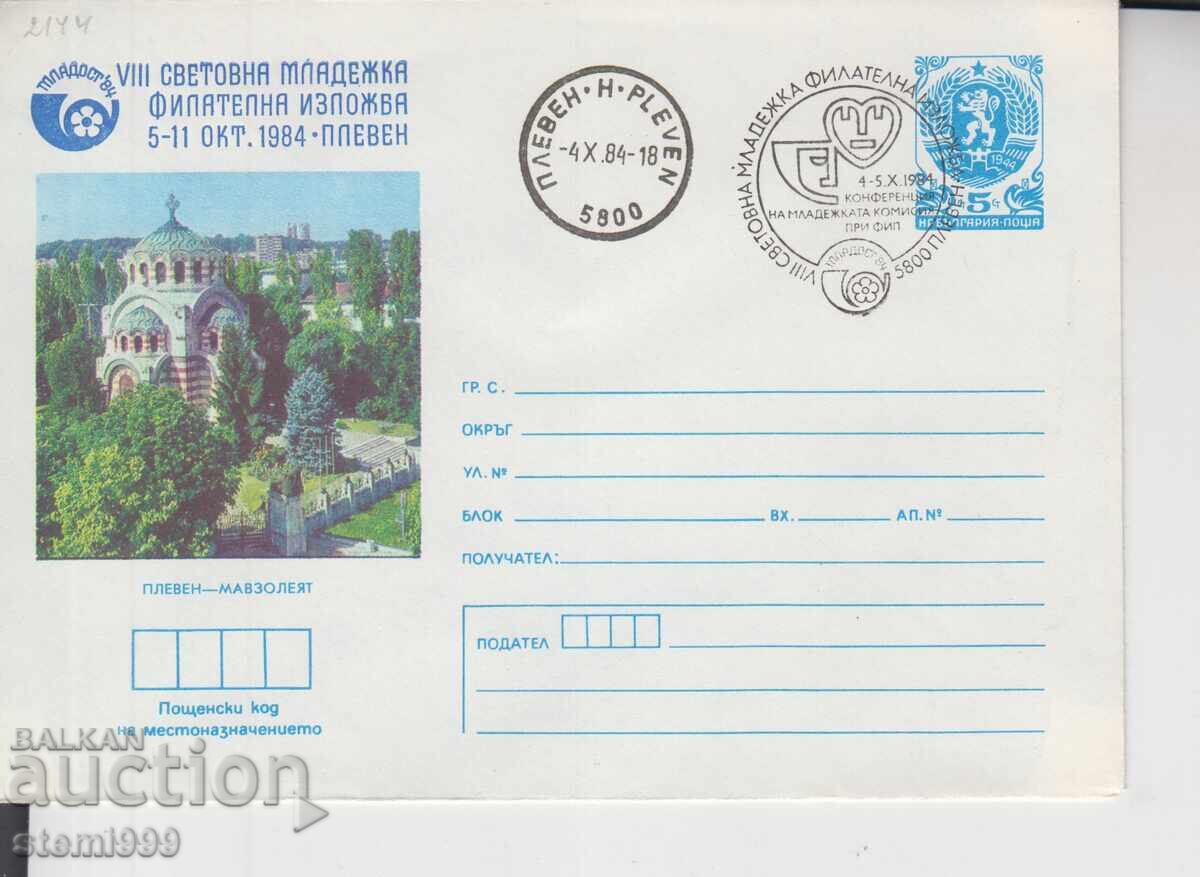 2144
МЛАДОСТ'84
VIII СВЕТОВНА МЛАДЕЖКА
ФИЛАТЕЛНА ИЗЛОЖБА
5-11 ОКТ. 1984 • ПЛЕВЕН
ПЛЕВЕН • Н • PLEVEN
-4 X.84-18
5800
VIII СВЕТОВНА МЛАДЕЖКА ФИЛАТЕЛНА ИЗЛОЖБА 5800 ПЛЕВЕН
4-5.X.1984
КОНФЕРЕНЦИЯ
НА МЛАДЕЖКАТА КОМИСИЯ
ПРИ ФИП
МЛАДОСТ'84
1944
5 СТ
НР БЪЛГАРИЯ·ПОЩА
ГР. С.
ОКРЪГ
УЛ. №
БЛОК ВХ. АП. №
ПОЛУЧАТЕЛ:
ПОДАТЕЛ
ПЛЕВЕН—МАВЗОЛЕЯТ
Пощенски код
на местоназначението
BALKAN
auction
stemi999